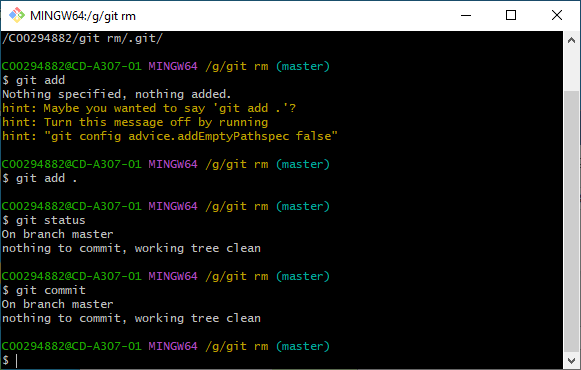 MINGW64:/g/git rm
/C00294882/git rm/.git/
C00294882@CD-A307-01 MINGW64 /g/git rm (master)
$ git add
Nothing specified, nothing added.
hint: Maybe you wanted to say 'git add .'?
hint: Turn this message off by running
hint: "git config advice.addEmptyPathspec false"
C00294882@CD-A307-01 MINGW64 /g/git rm (master)
$ git add .
C00294882@CD-A307-01 MINGW64 /g/git rm (master)
$ git status
On branch master
nothing to commit, working tree clean
C00294882@CD-A307-01 MINGW64 /g/git rm (master)
$ git commit
On branch master
nothing to commit, working tree clean
C00294882@CD-A307-01 MINGW64 /g/git rm (master)
$